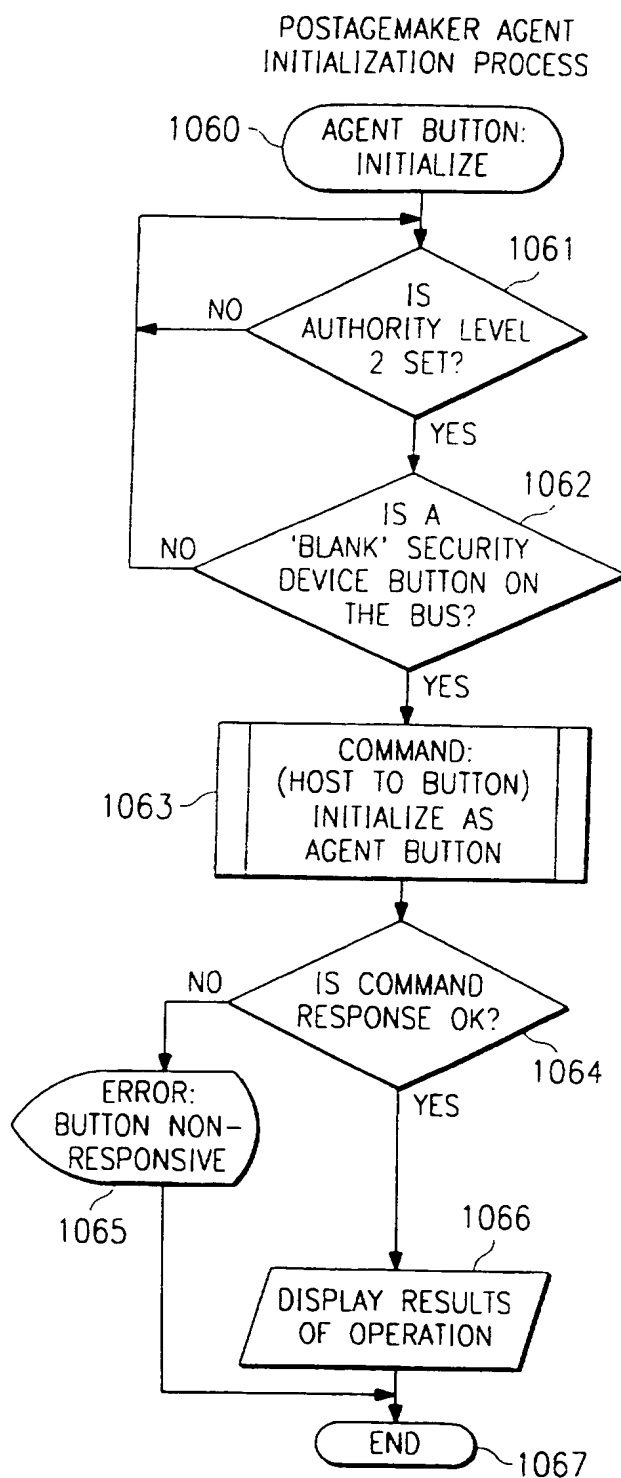 POSTAGEMAKER AGENT
INITIALIZATION PROCESS
1060
AGENT BUTTON:
INITIALIZE
1061
NO
IS
AUTHORITY LEVEL
2 SET?
YES
1062
NO
IS A
'BLANK' SECURITY
DEVICE BUTTON ON
THE BUS?
YES
1063
COMMAND:
(HOST TO BUTTON)
INITIALIZE AS
AGENT BUTTON
NO
IS COMMAND
RESPONSE OK?
1064
YES
ERROR:
BUTTON NON-
RESPONSIVE
1065
1066
DISPLAY RESULTS
OF OPERATION
END
1067